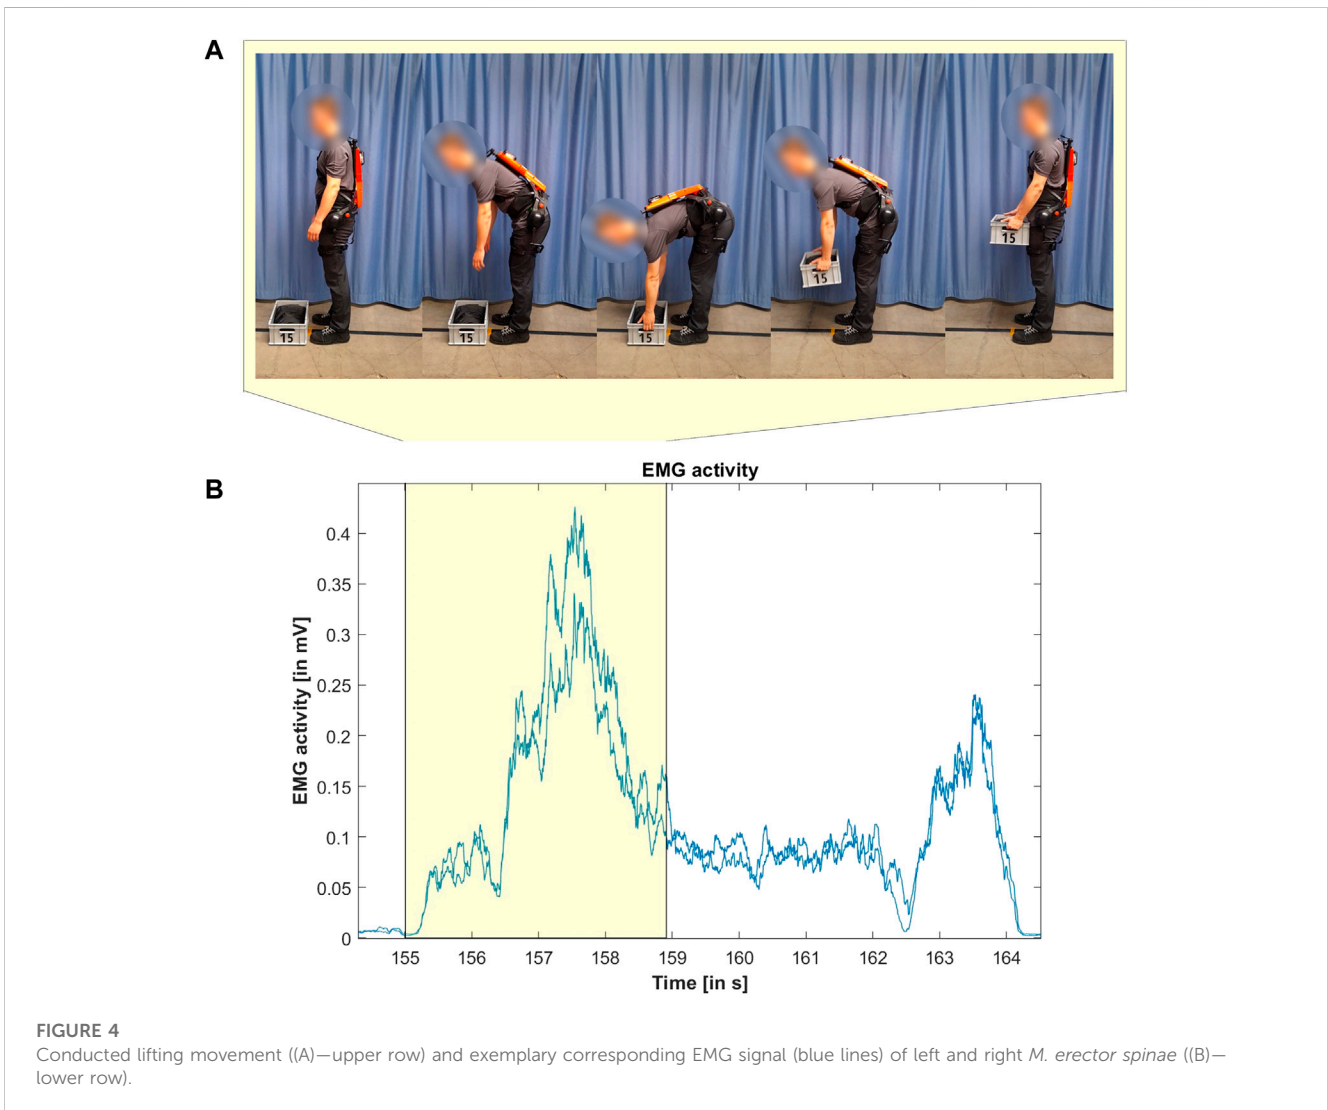 A
15
15
15
15
15
B
EMG activity
EMG activity [in mV]
0.4
0.35
0.3
0.25
0.2
0.15
0.1
0.05
0
155 156 157 158 159 160 161 162 163 164
Time [in s]
FIGURE 4
Conducted lifting movement ((A)—upper row) and exemplary corresponding EMG signal (blue lines) of left and right M. erector spinae ((B)—
lower row).